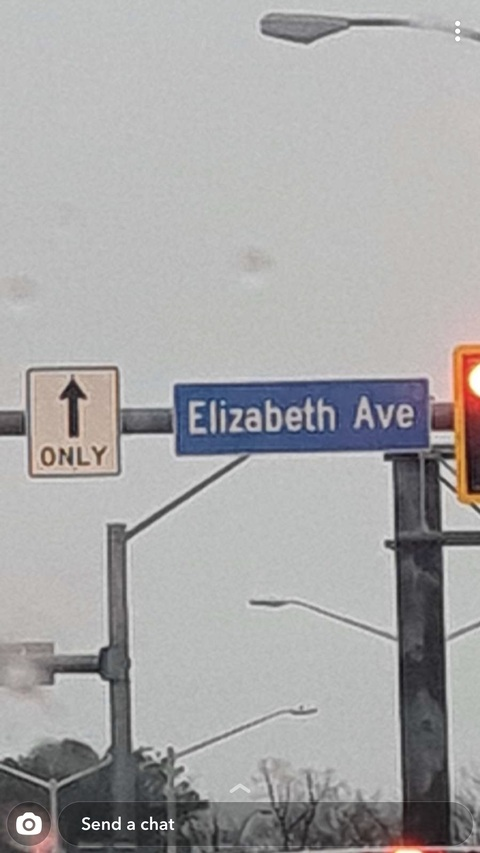 Elizabeth Ave
ONLY
Send a chat